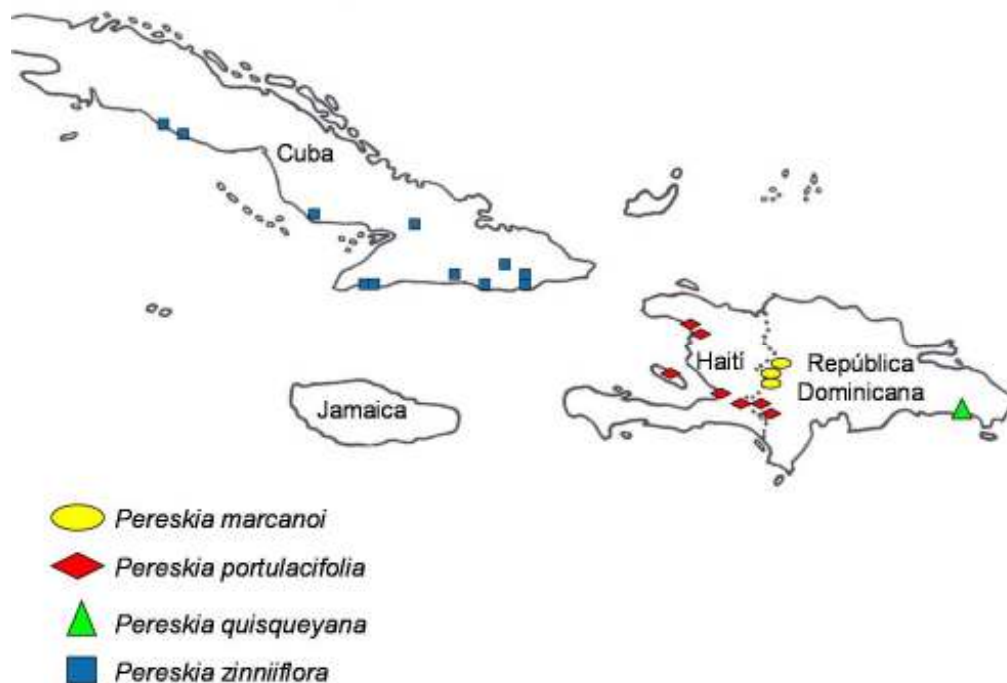 Cuba
Haití
República
Dominicana
Jamaica
Pereskia marcanoi
Pereskia portulacifolia
Pereskia quisqueyana
Pereskia zinniiflora